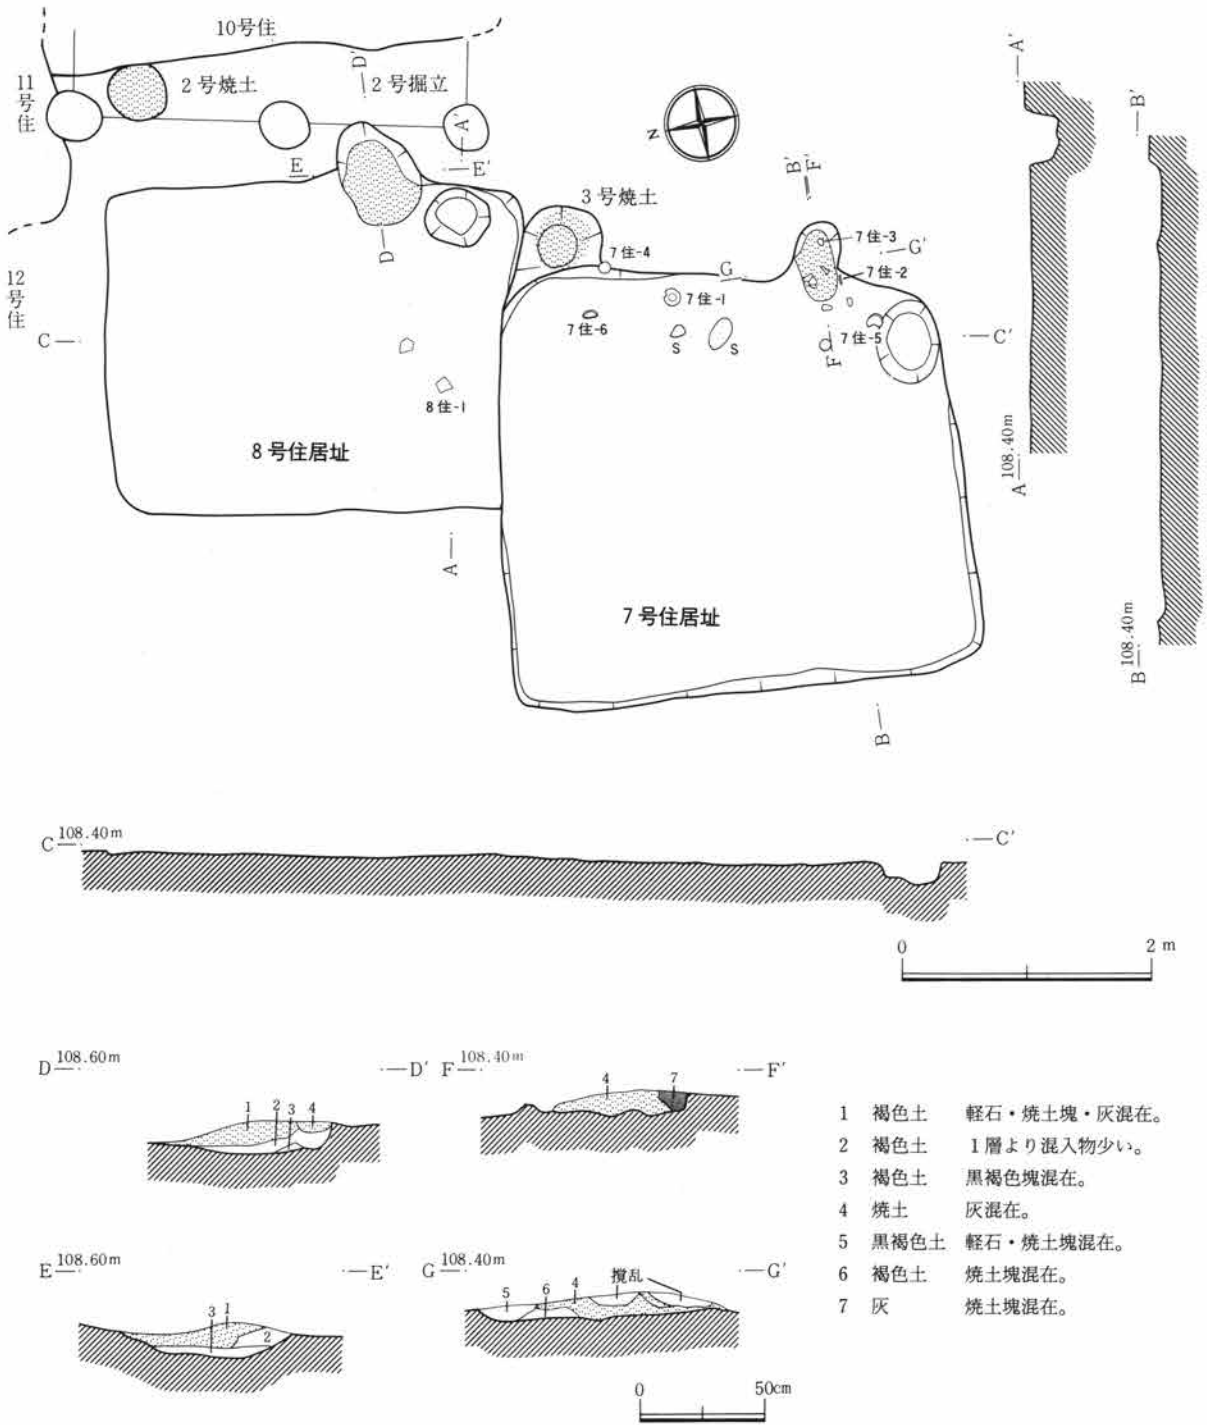 10号住
11号住
2号焼土
2号掘立
D'
A'
E
E'
D
N
3号焼土
B'
F'
7住-4
7住-3
G'
G
7住-2
7住-1
7住-6
S
S
7住-5
F
12号住
C
C'
8住-1
8号住居址
A
7号住居址
B
A'
108.40m
A
B'
108.40m
B
C 108.40m
C'
0
2 m
D 108.60m
D'
1
2
3
4
F 108.40m
F'
4
7
E 108.60m
E'
3
1
2
G 108.40m
G'
5
6
4
撹乱
0
50cm
1 褐色土 軽石・焼土塊・灰混在。
2 褐色土 1層より混入物少い。
3 褐色土 黒褐色塊混在。
4 焼土 灰混在。
5 黒褐色土 軽石・焼土塊混在。
6 褐色土 焼土塊混在。
7 灰 焼土塊混在。